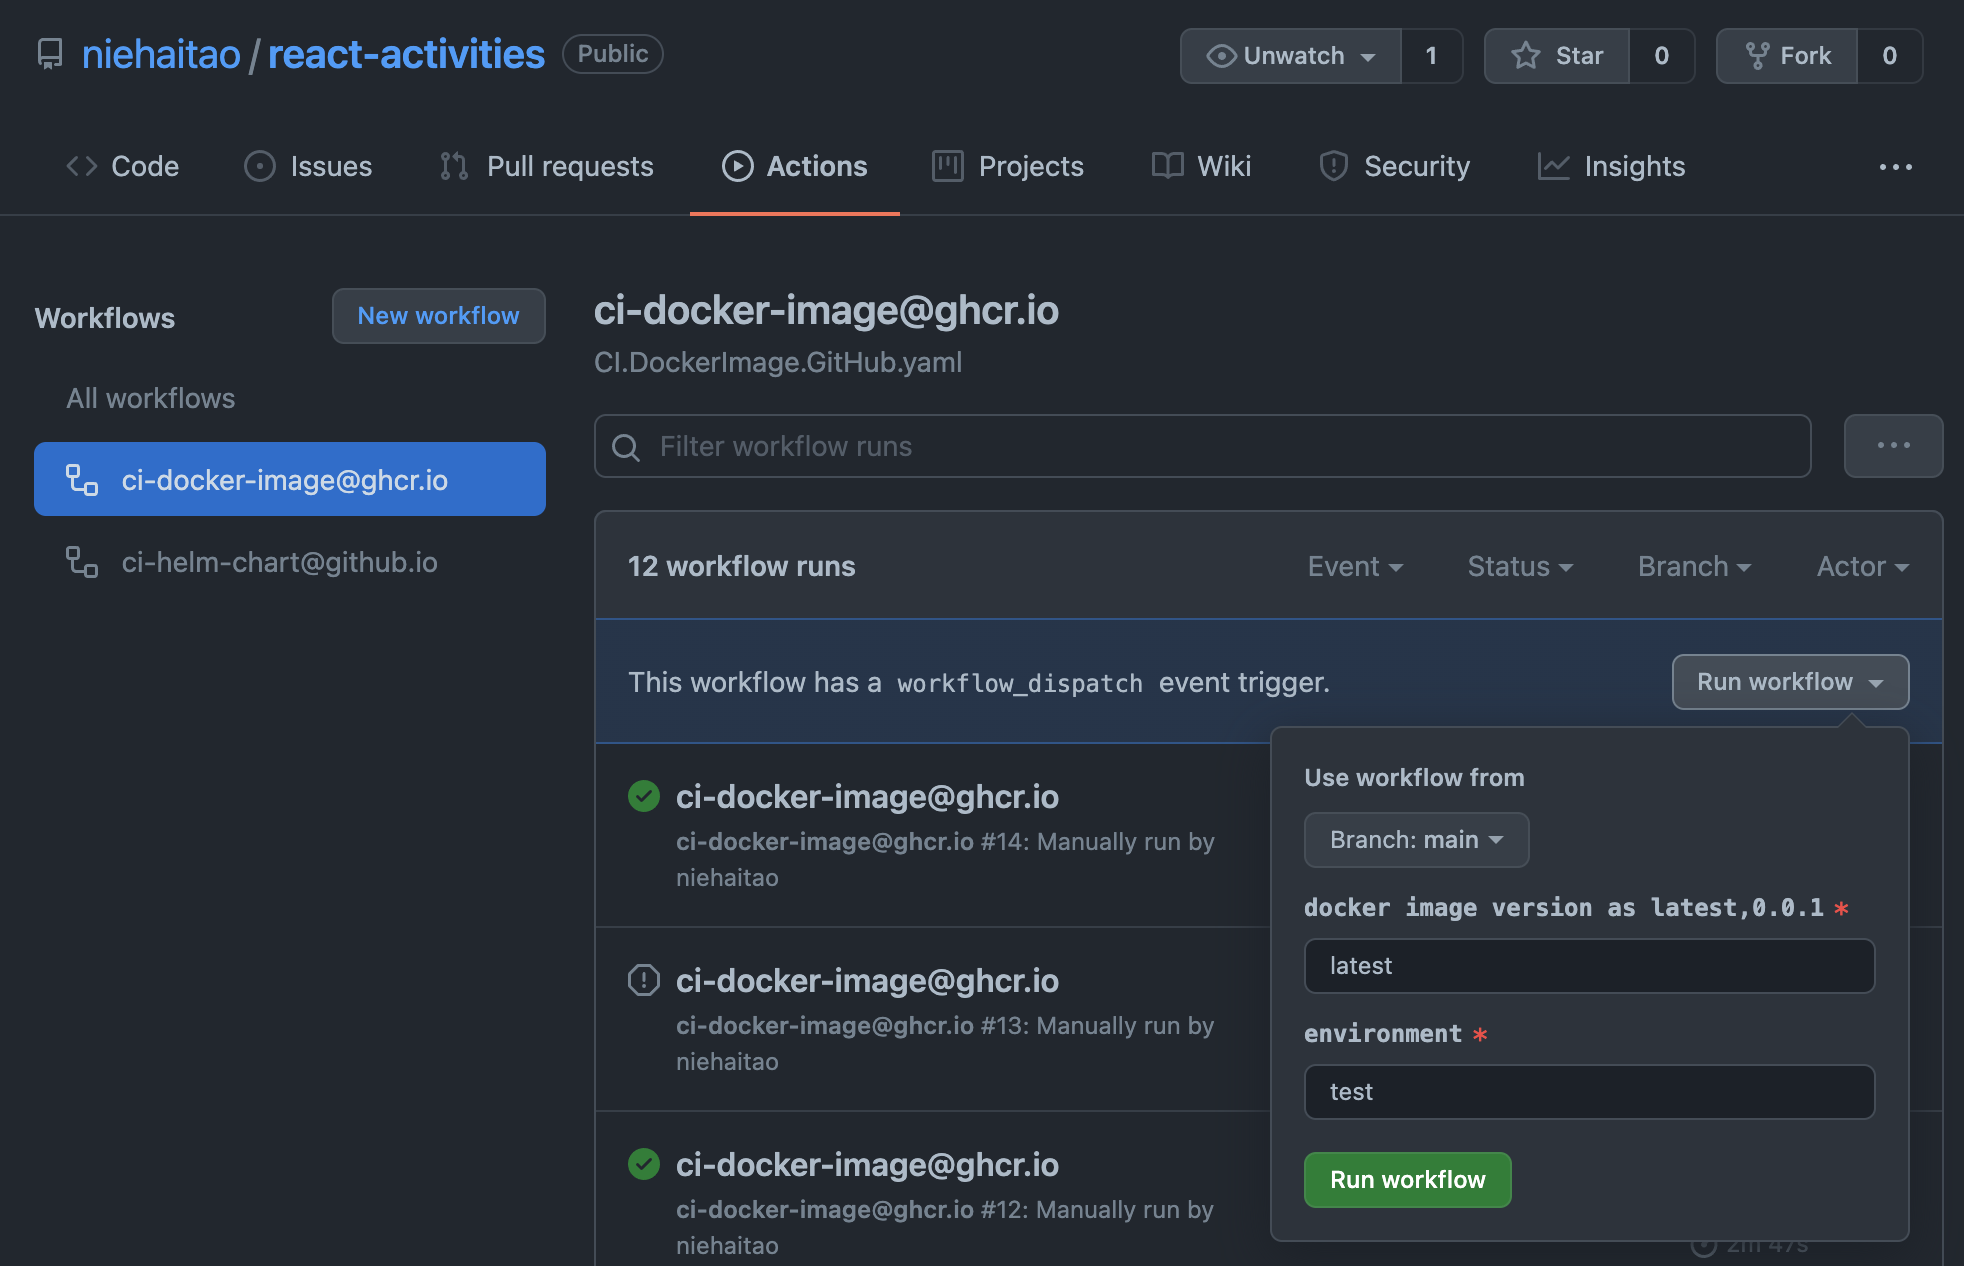 niehaitao / react-activities Public
Unwatch 1 Star 0 Fork 0
Code Issues Pull requests Actions Projects Wiki Security Insights
Workflows
New workflow
All workflows
ci-docker-image@ghcr.io
ci-helm-chart@github.io
ci-docker-image@ghcr.io
CI.DockerImage.GitHub.yaml
Filter workflow runs
12 workflow runs
Event Status Branch Actor
This workflow has a workflow_dispatch event trigger.
Run workflow
ci-docker-image@ghcr.io
ci-docker-image@ghcr.io #14: Manually run by
niehaitao
ci-docker-image@ghcr.io
ci-docker-image@ghcr.io #13: Manually run by
niehaitao
ci-docker-image@ghcr.io
ci-docker-image@ghcr.io #12: Manually run by
niehaitao
Use workflow from
Branch: main
docker image version as latest,0.0.1 *
latest
environment *
test
Run workflow
2m 47s